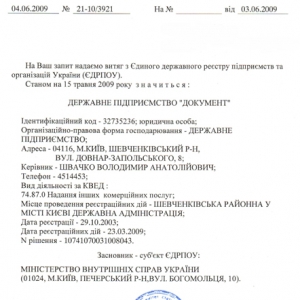 04.06.2009 № 21-10/3921 На № від 03.06.2009
На Ваш запит надаємо витяг з Єдиного державного реєстру підприємств та
організацій України (ЄДРПОУ).
Станом на 15 травня 2009 року значиться:
ДЕРЖАВНЕ ПІДПРИЄМСТВО "ДОКУМЕНТ"
Ідентифікаційний код - 32735236; юридична особа;
Організаційно-правова форма господарювання - ДЕРЖАВНЕ
ПІДПРИЄМСТВО;
Адреса - 04116, М.КИЇВ, ШЕВЧЕНКІВСЬКИЙ Р-Н,
ВУЛ. ДОВНАР-ЗАПОЛЬСЬКОГО, 8;
Керівник - ШВАЧКО ВОЛОДИМИР АНАТОЛІЙОВИЧ;
Телефон - 4514453;
Вид діяльності за КВЕД :
74.87.0 Надання інших комерційних послуг;
Місце проведення реєстраційних дій - ШЕВЧЕНКІВСЬКА РАЙОННА У
МІСТІ КИЄВІ ДЕРЖАВНА АДМІНІСТРАЦІЯ;
Дата реєстрації - 29.10.2003;
Дата реєстраційних дій - 23.03.2009;
N рішення - 10741070031008043.
Засновник - суб'єкт ЄДРПОУ:
МІНІСТЕРСТВО ВНУТРІШНІХ СПРАВ УКРАЇНИ
(01024, М.КИЇВ, ПЕЧЕРСЬКИЙ Р-Н,ВУЛ. БОГОМОЛЬЦЯ, 10).